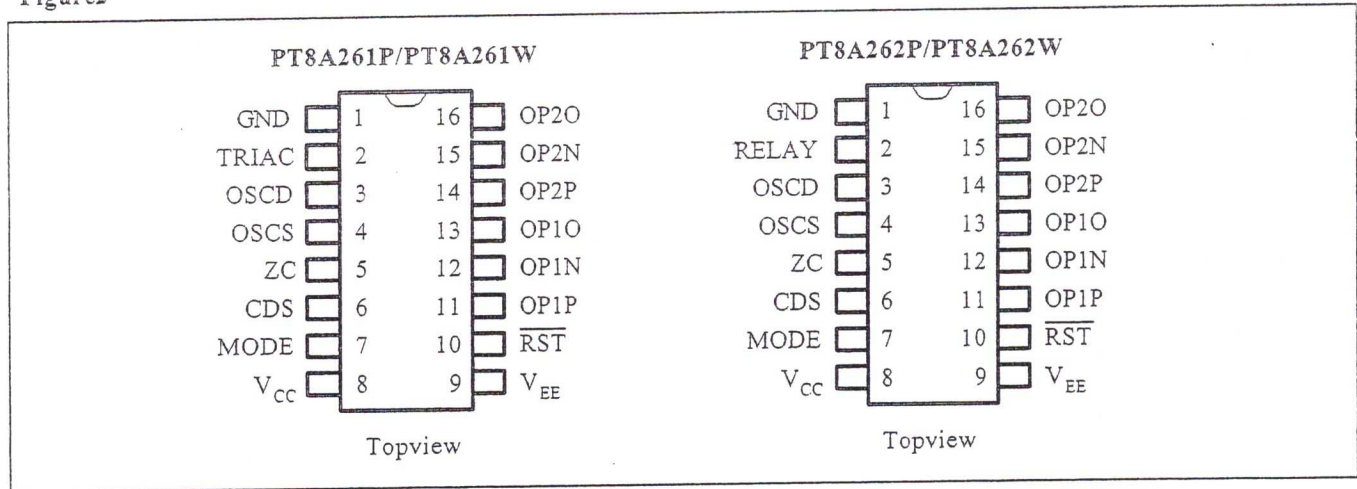 Figure2
PT8A261P/PT8A261W
GND 1 16 OP2O
TRIAC 2 15 OP2N
OSCD 3 14 OP2P
OSCS 4 13 OP1O
ZC 5 12 OP1N
CDS 6 11 OP1P
MODE 7 10 RST
VCC 8 9 VEE
Topview
PT8A262P/PT8A262W
GND 1 16 OP2O
RELAY 2 15 OP2N
OSCD 3 14 OP2P
OSCS 4 13 OP1O
ZC 5 12 OP1N
CDS 6 11 OP1P
MODE 7 10 RST
VCC 8 9 VEE
Topview